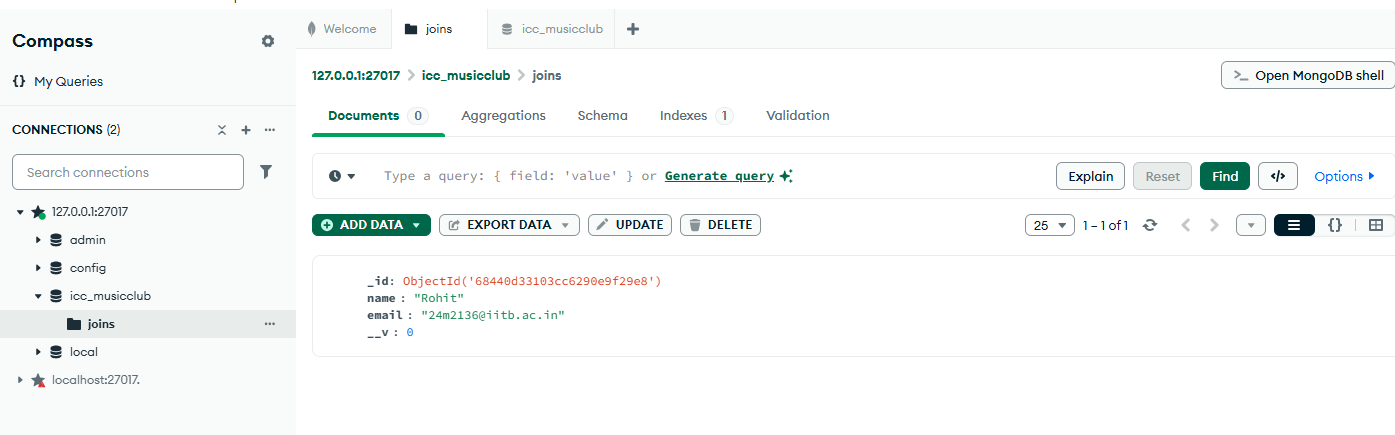 Compass
My Queries
CONNECTIONS (2)
Search connections
127.0.0.1:27017
admin
config
icc_musicclub
joins
local
localhost:27017.
Welcome
joins
icc_musicclub
127.0.0.1:27017 > icc_musicclub > joins
>_ Open MongoDB shell
Documents 0 Aggregations Schema Indexes 1 Validation
Type a query: { field: 'value' } or Generate query
Explain Reset Find </> Options
ADD DATA EXPORT DATA UPDATE DELETE
25 1 – 1 of 1 {}
_id: ObjectId('68440d33103cc6290e9f29e8')
name : "Rohit"
email : "24m2136@iitb.ac.in"
__v : 0